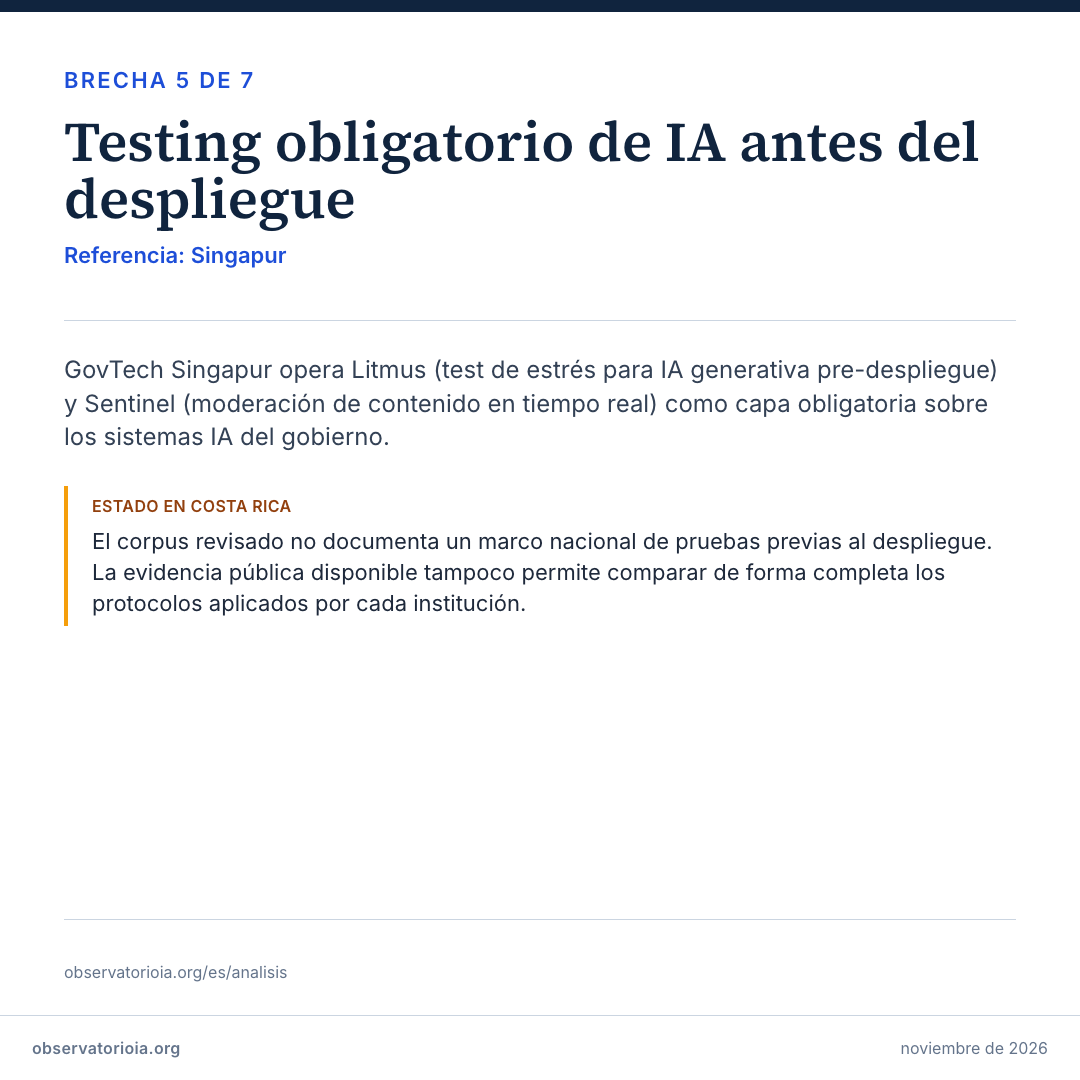 BRECHA 5 DE 7
Testing obligatorio de IA antes del
despliegue
Referencia: Singapur
GovTech Singapur opera Litmus (test de estrés para IA generativa pre-despliegue)
y Sentinel (moderación de contenido en tiempo real) como capa obligatoria sobre
los sistemas IA del gobierno.
ESTADO EN COSTA RICA
El corpus revisado no documenta un marco nacional de pruebas previas al despliegue.
La evidencia pública disponible tampoco permite comparar de forma completa los
protocolos aplicados por cada institución.
observatorioia.org/es/analisis
observatorioia.org
noviembre de 2026